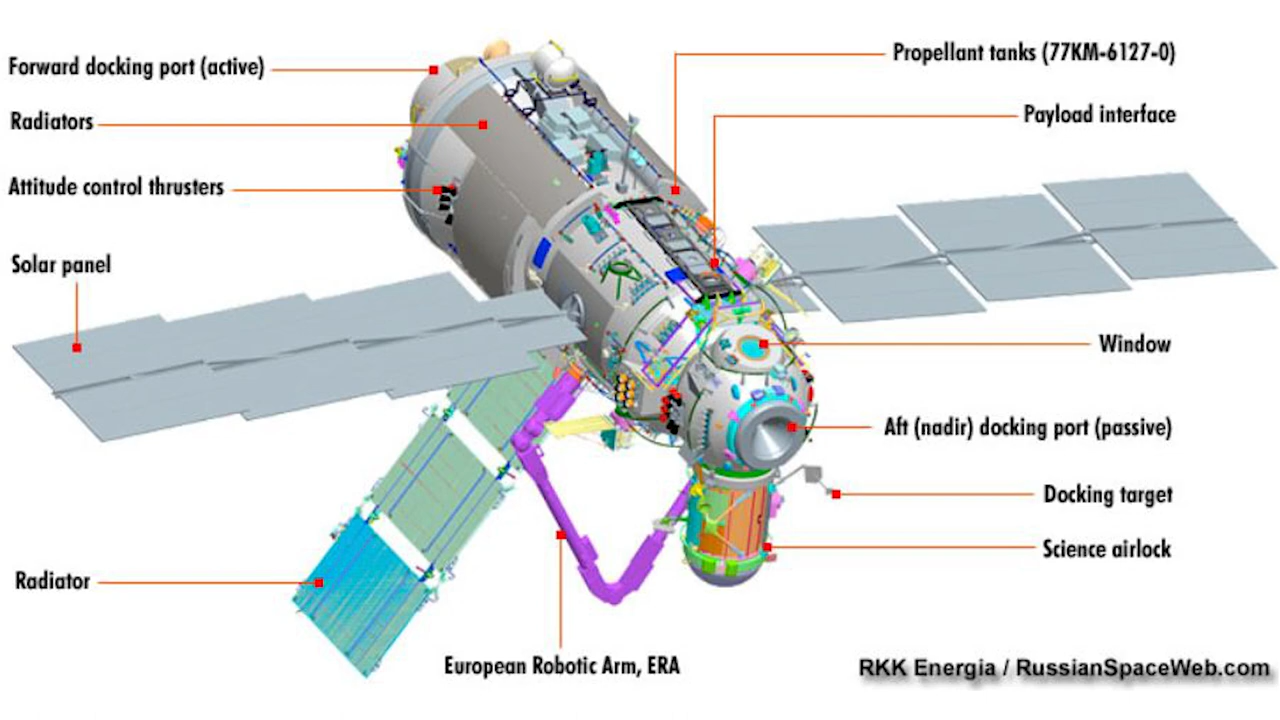 Forward docking port (active)
Propellant tanks (77KM-6127-0)
Radiators
Payload interface
Attitude control thrusters
Solar panel
Window
Aft (nadir) docking port (passive)
Docking target
Science airlock
Radiator
European Robotic Arm, ERA
RKK Energia / RussianSpaceWeb.com